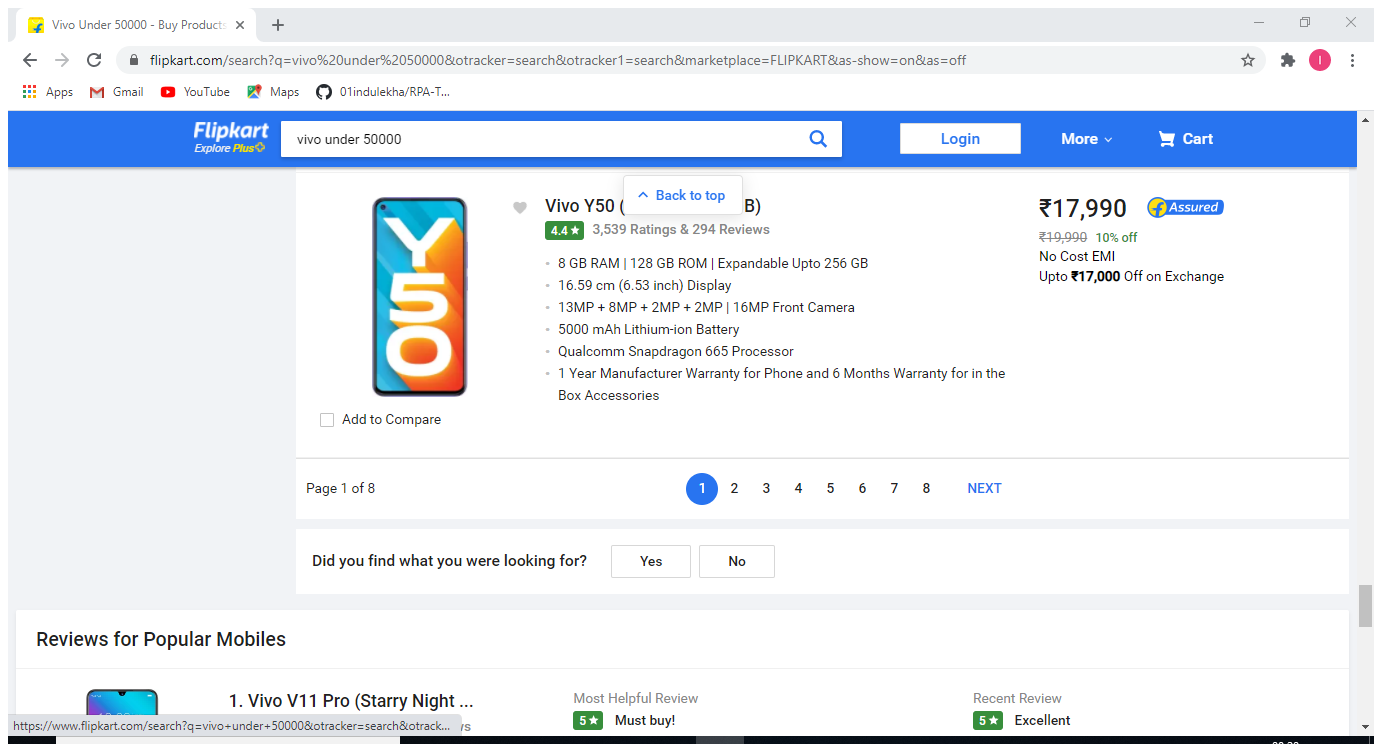 Vivo Under 50000 - Buy Products
flipkart.com/search?q=vivo%20under%2050000&otracker=search&otracker1=search&marketplace=FLIPKART&as-show=on&as=off
I
Apps Gmail YouTube Maps 01indulekha/RPA-T...
Flipkart
Explore Plus
vivo under 50000
Login
More
Cart
Back to top
Y50
Vivo Y50 ( B)
4.4 ★ 3,539 Ratings & 294 Reviews
8 GB RAM | 128 GB ROM | Expandable Upto 256 GB
16.59 cm (6.53 inch) Display
13MP + 8MP + 2MP + 2MP | 16MP Front Camera
5000 mAh Lithium-ion Battery
Qualcomm Snapdragon 665 Processor
1 Year Manufacturer Warranty for Phone and 6 Months Warranty for in the
Box Accessories
₹17,990 Assured
₹19,990 10% off
No Cost EMI
Upto ₹17,000 Off on Exchange
Add to Compare
Page 1 of 8
1 2 3 4 5 6 7 8 NEXT
Did you find what you were looking for? Yes No
Reviews for Popular Mobiles
1. Vivo V11 Pro (Starry Night ...
Most Helpful Review
5 ★ Must buy!
Recent Review
5 ★ Excellent
https://www.flipkart.com/search?q=vivo+under+50000&otracker=search&otrack...